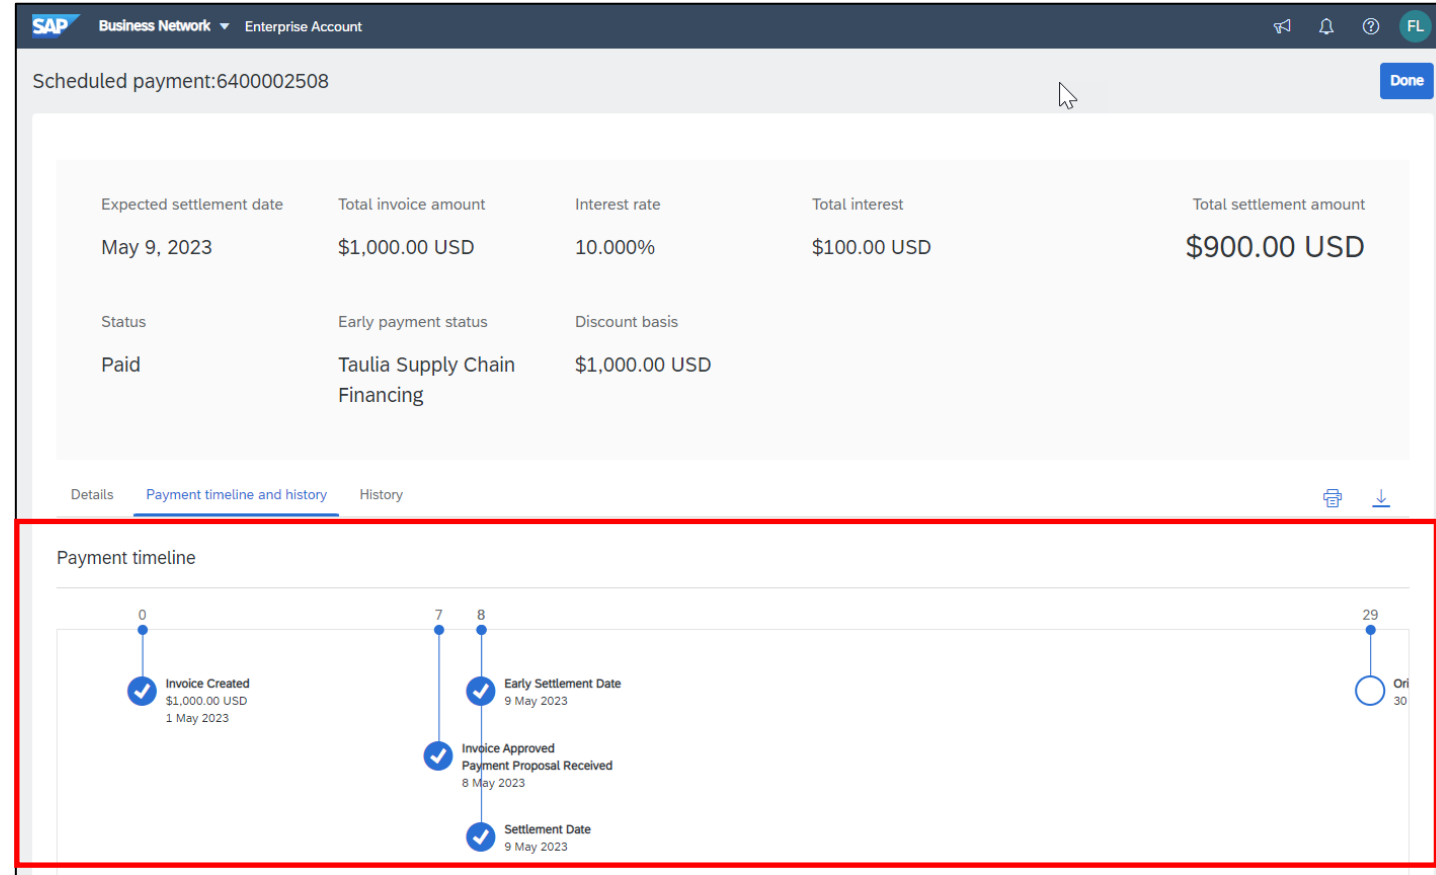 SAP Business Network Enterprise Account FL
Scheduled payment:6400002508 Done
Expected settlement date Total invoice amount Interest rate Total interest Total settlement amount
May 9, 2023 $1,000.00 USD 10.000% $100.00 USD $900.00 USD
Status Early payment status Discount basis
Paid Taulia Supply Chain $1,000.00 USD
Financing
Details Payment timeline and history History
Payment timeline
0 7 8 29
Invoice Created Early Settlement Date Ori
$1,000.00 USD 9 May 2023 30
1 May 2023
Invoice Approved
Payment Proposal Received
8 May 2023
Settlement Date
9 May 2023